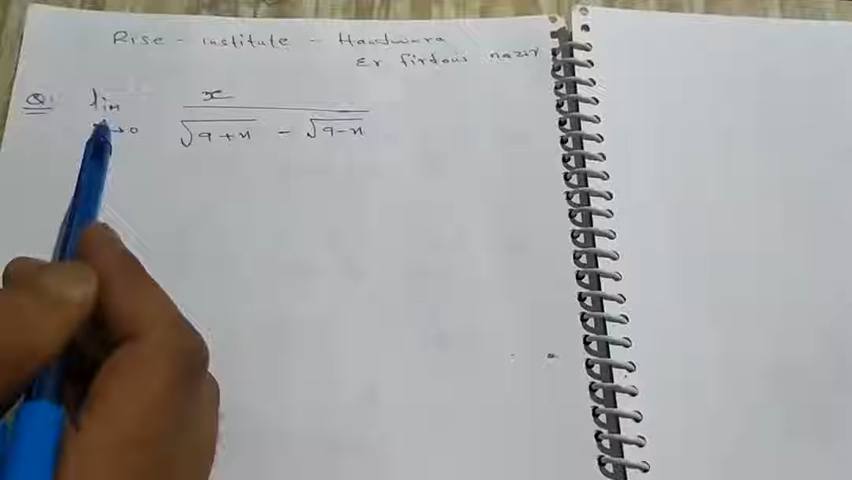 Rise - institute - Handwara
Er firdous nazir
Q: lim x→0 x / √9+x - √9-x